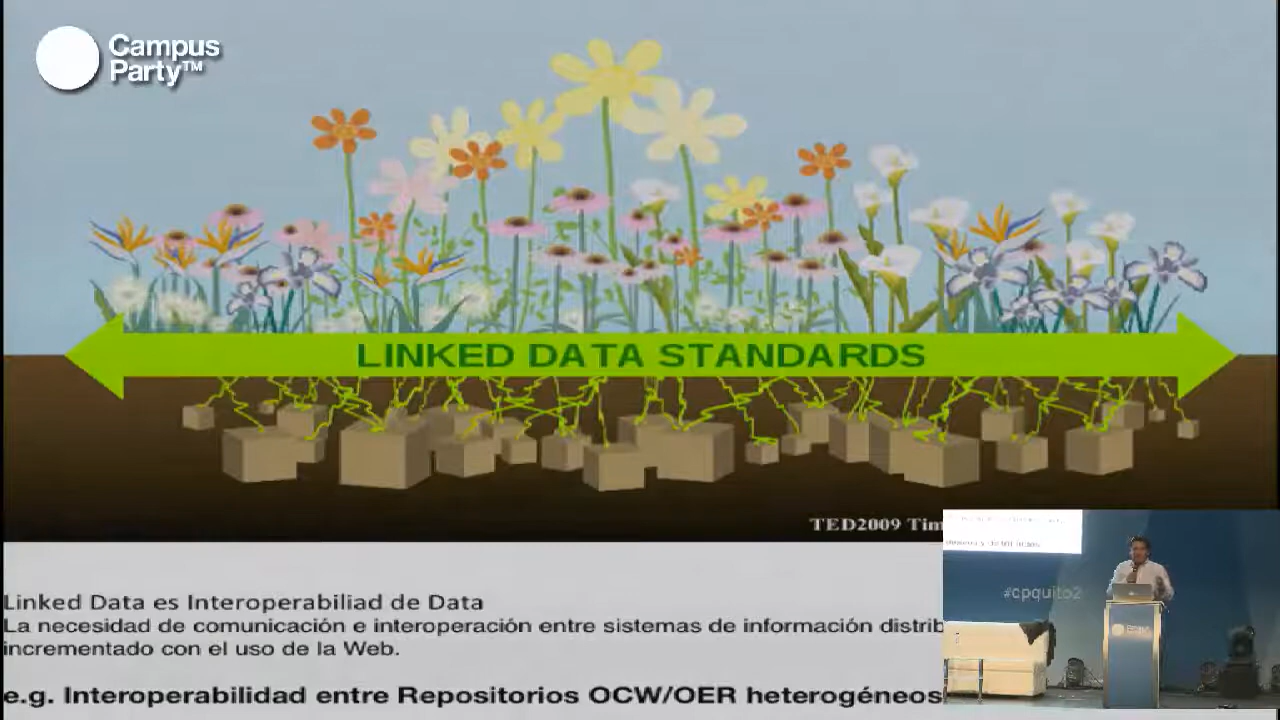 Campus
Party™
LINKED DATA STANDARDS
TED2009 Tim
Linked Data es Interoperabiliad de Data
La necesidad de comunicación e interoperación entre sistemas de información distrib
incrementado con el uso de la Web.
#cpquito2
e.g. Interoperabilidad entre Repositorios OCW/OER heterogéneos